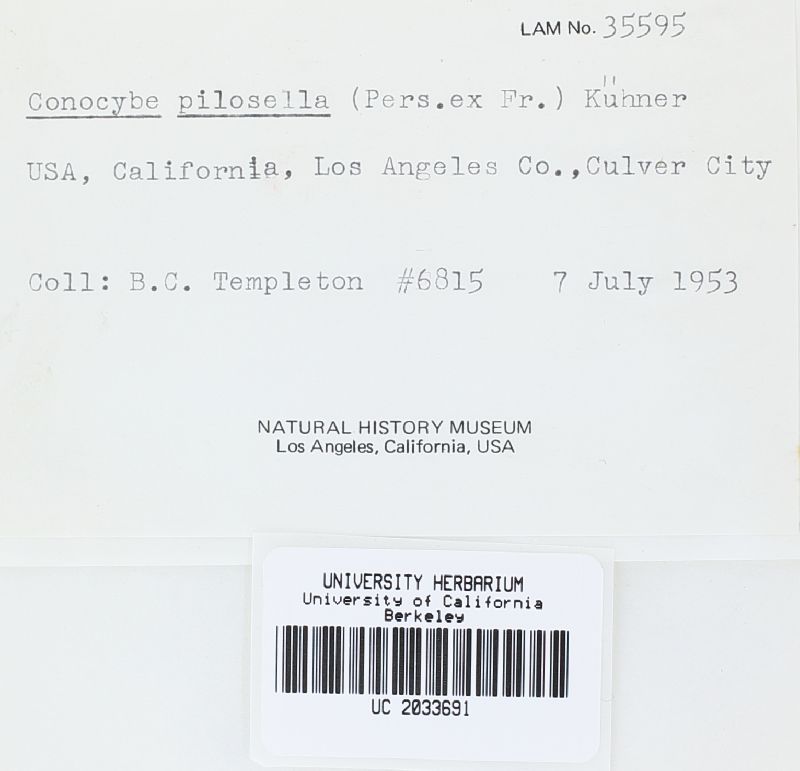 LAM No. 35595
Conocybe pilosella (Pers.ex Fr.) Kühner
USA, California, Los Angeles Co.,Culver City
Coll: B.C. Templeton #6815 7 July 1953
NATURAL HISTORY MUSEUM
Los Angeles, California, USA
UNIVERSITY HERBARIUM
University of California
Berkeley
UC 2033691